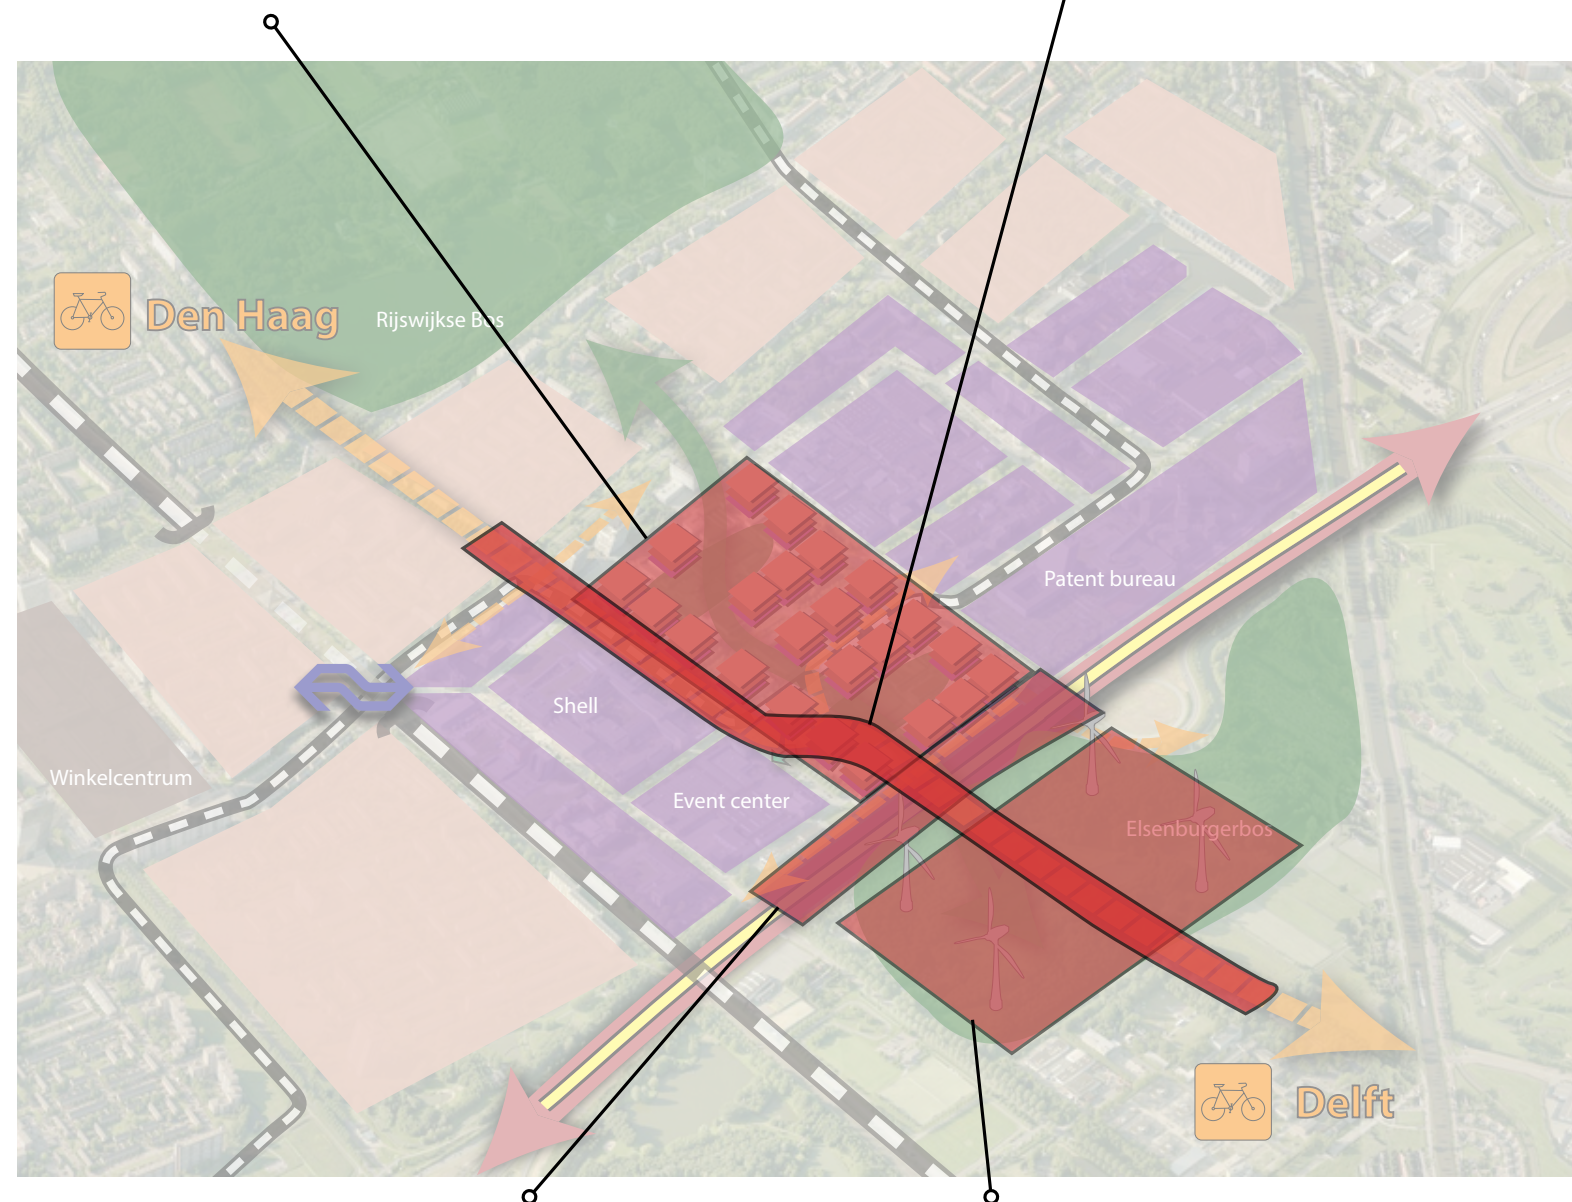 Den Haag
Rijswijkse Bos
Patent bureau
Shell
Winkelcentrum
Event center
Elsenburgerbos
Delft